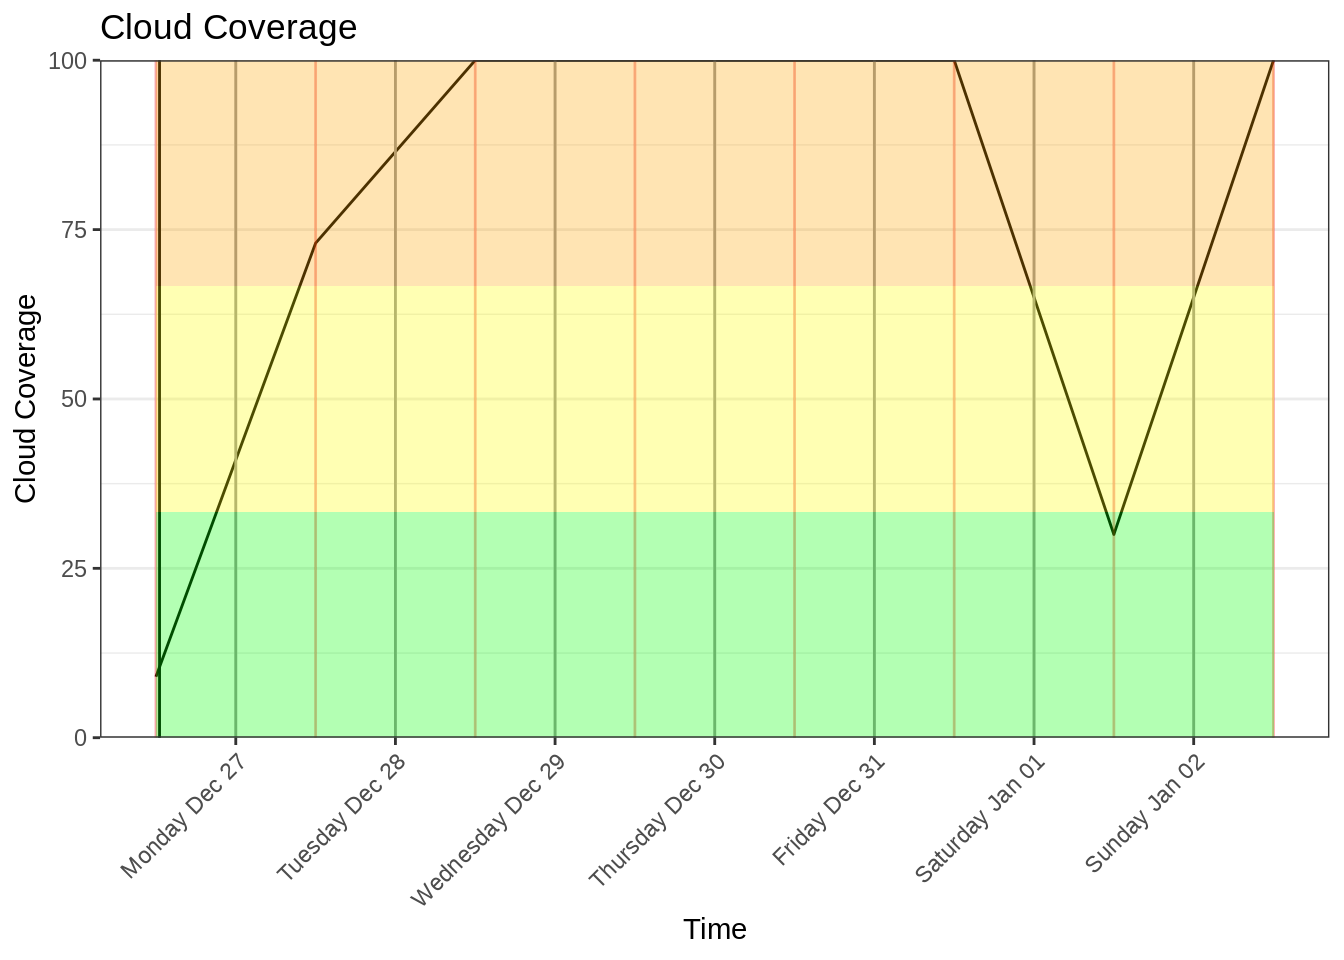 Cloud Coverage
100
75
50
25
0
Cloud Coverage
Monday Dec 27
Tuesday Dec 28
Wednesday Dec 29
Thursday Dec 30
Friday Dec 31
Saturday Jan 01
Sunday Jan 02
Time